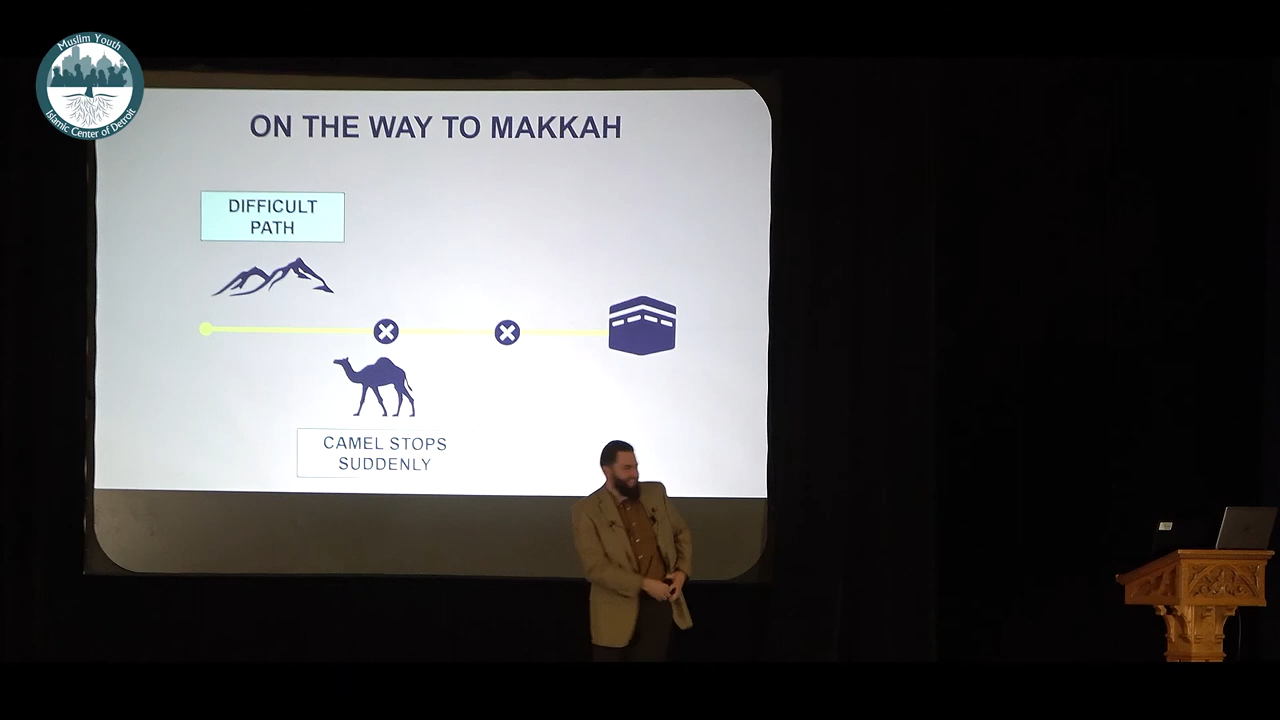 Muslim Youth
Islamic Center of Detroit
ON THE WAY TO MAKKAH
DIFFICULT
PATH
CAMEL STOPS
SUDDENLY